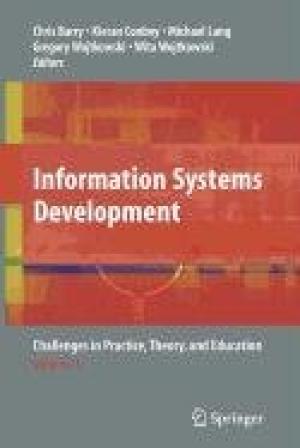 Chris Barry · Kieran Conboy · Michael Lang
Gregory Wojtkowski · Wita Wojtkowski
Editors
Information Systems
Development
Challenges in Practice, Theory, and Education
Springer